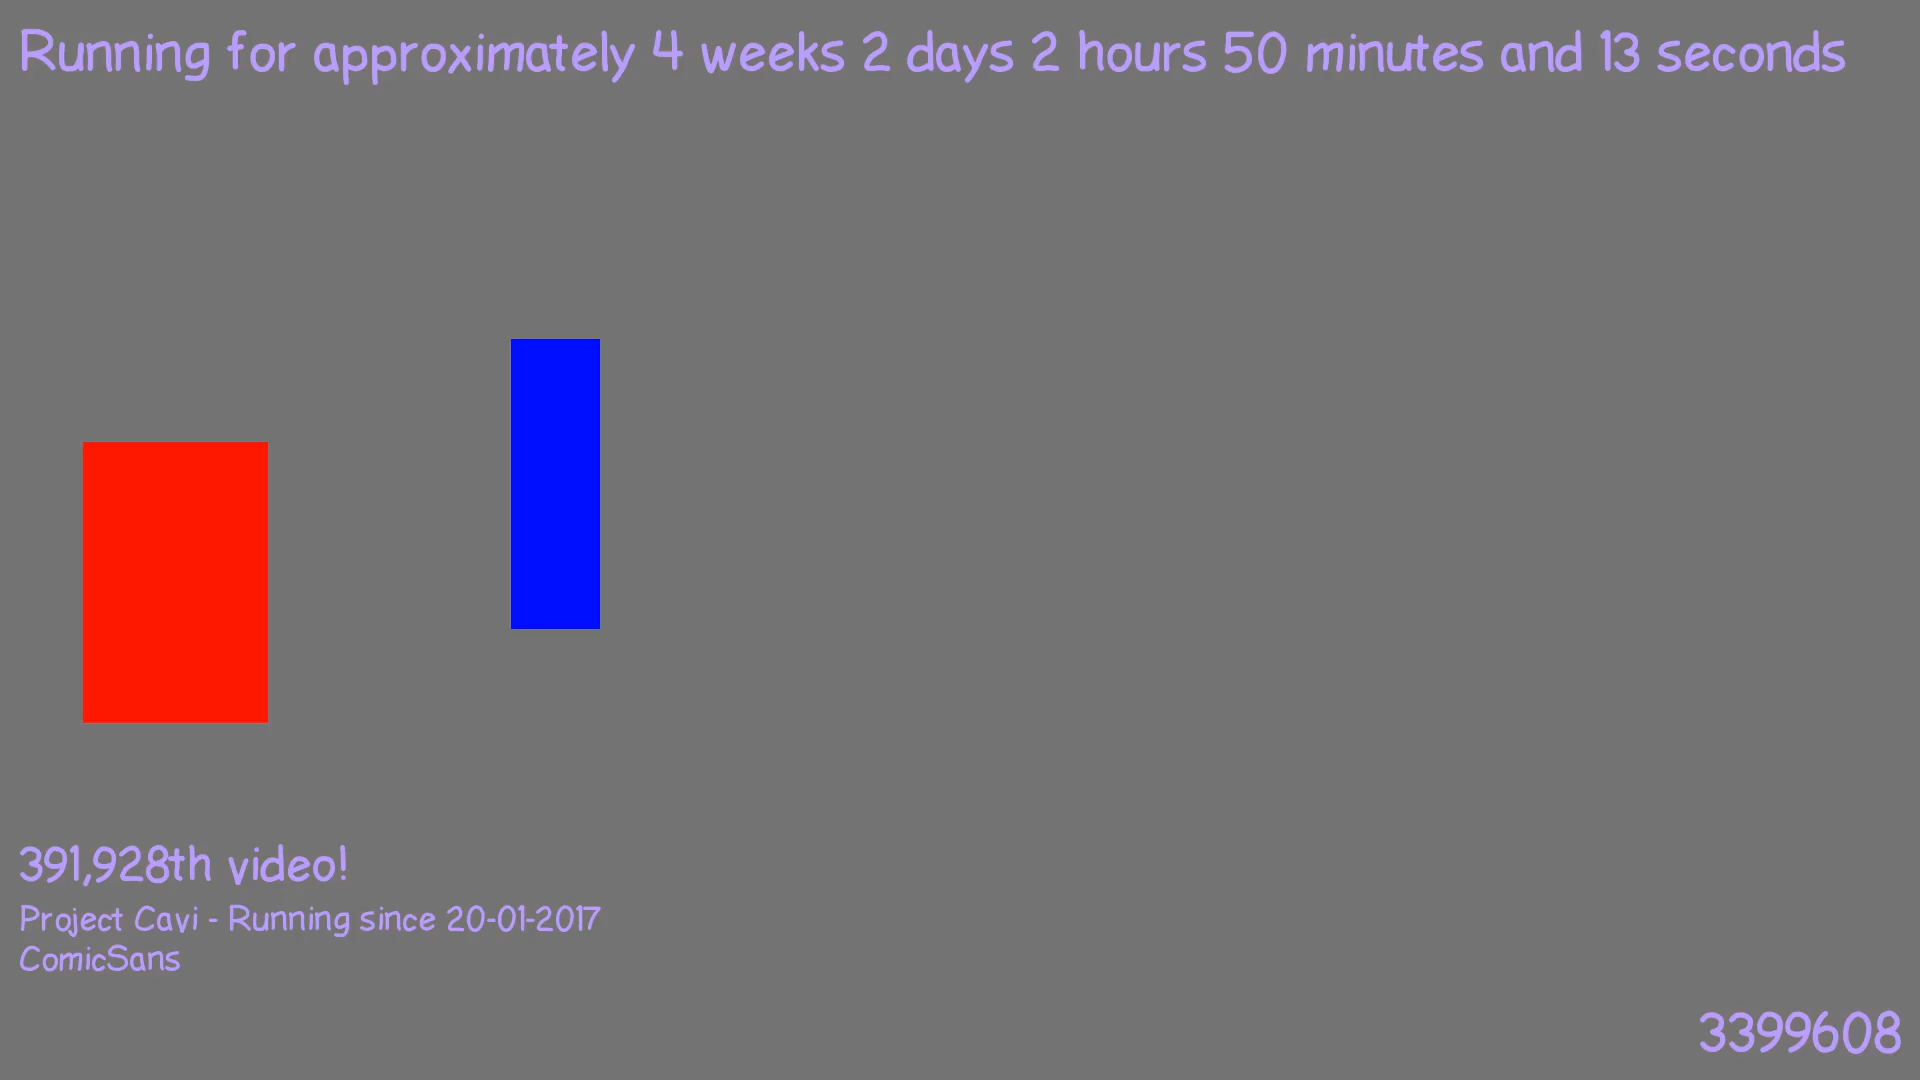 Running for approximately 4 weeks 2 days 2 hours 50 minutes and 13 seconds
391,928th video!
Project Cavi - Running since 20-01-2017
ComicSans
3399608